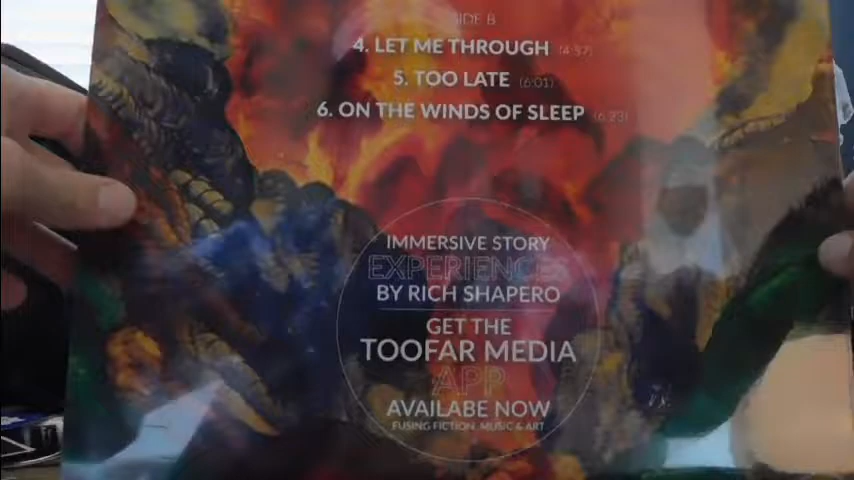 SIDE B
4. LET ME THROUGH (4:37)
5. TOO LATE (6:01)
6. ON THE WINDS OF SLEEP (6:23)
IMMERSIVE STORY
EXPERIENCES
BY RICH SHAPERO
GET THE
TOOFAR MEDIA
APP
AVAILABE NOW
FUSING FICTION, MUSIC & ART